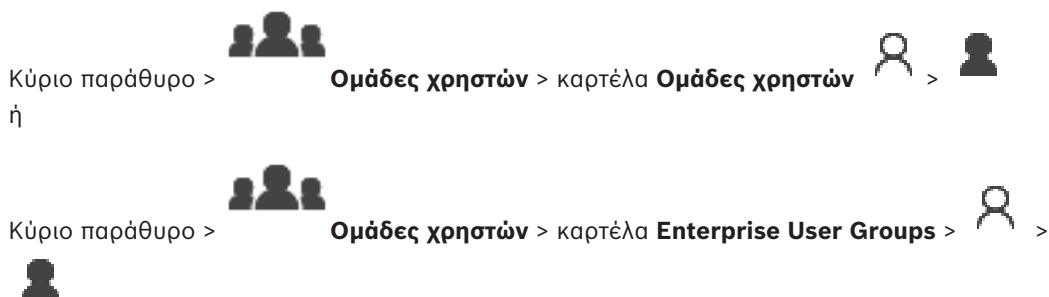 Κύριο παράθυρο > Ομάδες χρηστών > καρτέλα Ομάδες χρηστών >
ή
Κύριο παράθυρο > Ομάδες χρηστών > καρτέλα Enterprise User Groups > >